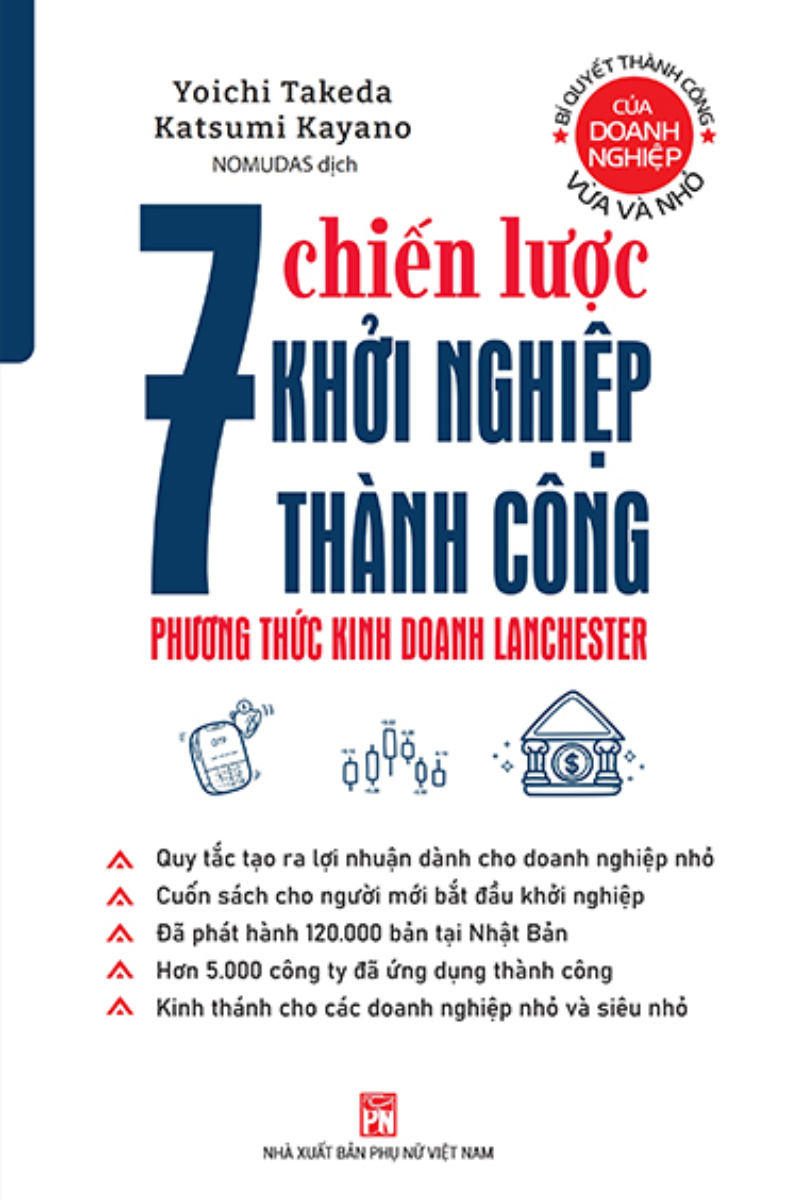 Yoichi Takeda
Katsumi Kayano
NOMUDAS dịch
BÍ QUYẾT THÀNH CÔNG
CỦA
DOANH
NGHIỆP
VỪA VÀ NHỎ
7 chiến lược
KHỞI NGHIỆP
THÀNH CÔNG
PHƯƠNG THỨC KINH DOANH LANCHESTER
$
Quy tắc tạo ra lợi nhuận dành cho doanh nghiệp nhỏ
Cuốn sách cho người mới bắt đầu khởi nghiệp
Đã phát hành 120.000 bản tại Nhật Bản
Hơn 5.000 công ty đã ứng dụng thành công
Kinh thánh cho các doanh nghiệp nhỏ và siêu nhỏ
PN
NHÀ XUẤT BẢN PHỤ NỮ VIỆT NAM